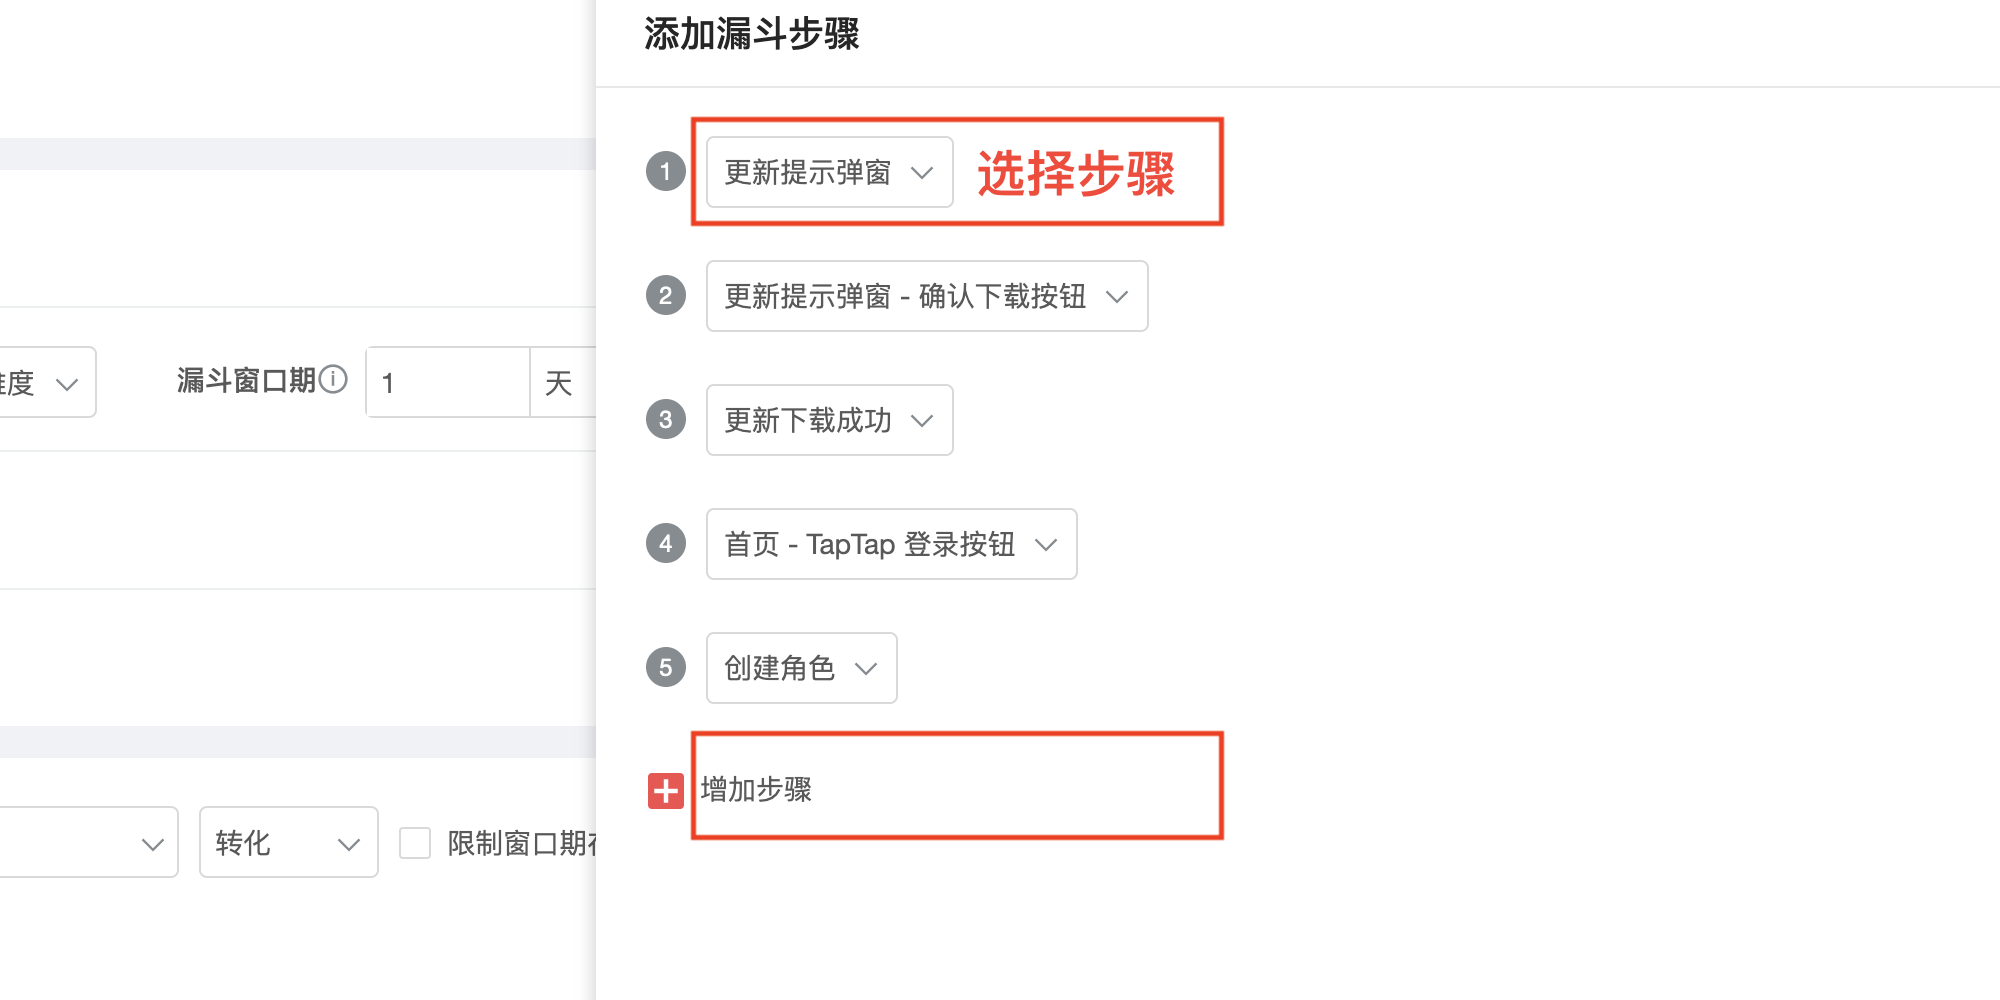 添加漏斗步骤
1 更新提示弹窗 选择步骤
2 更新提示弹窗 - 确认下载按钮
3 更新下载成功
4 首页 - TapTap 登录按钮
5 创建角色
增加步骤
度 漏斗窗口期 1 天
转化 限制窗口期